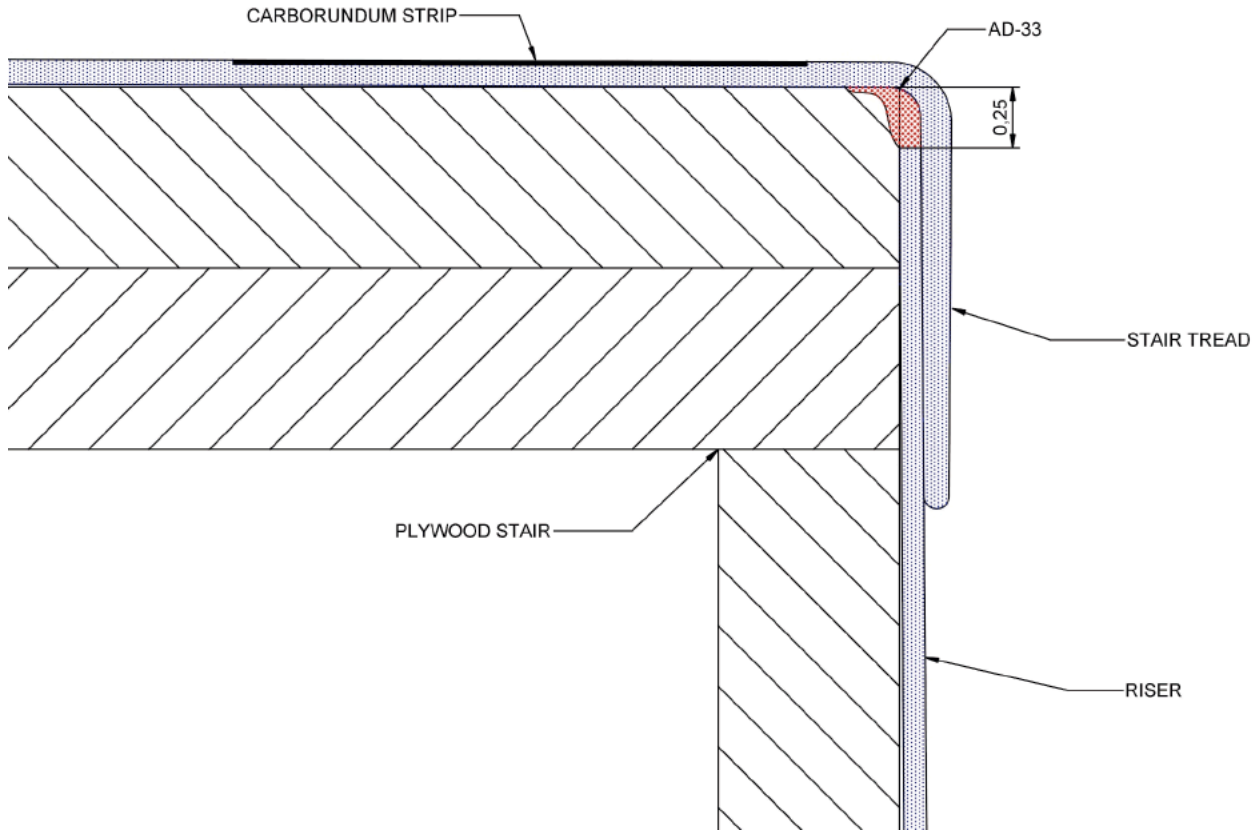 CARBORUNDUM STRIP
AD-33
0,25
STAIR TREAD
PLYWOOD STAIR
RISER